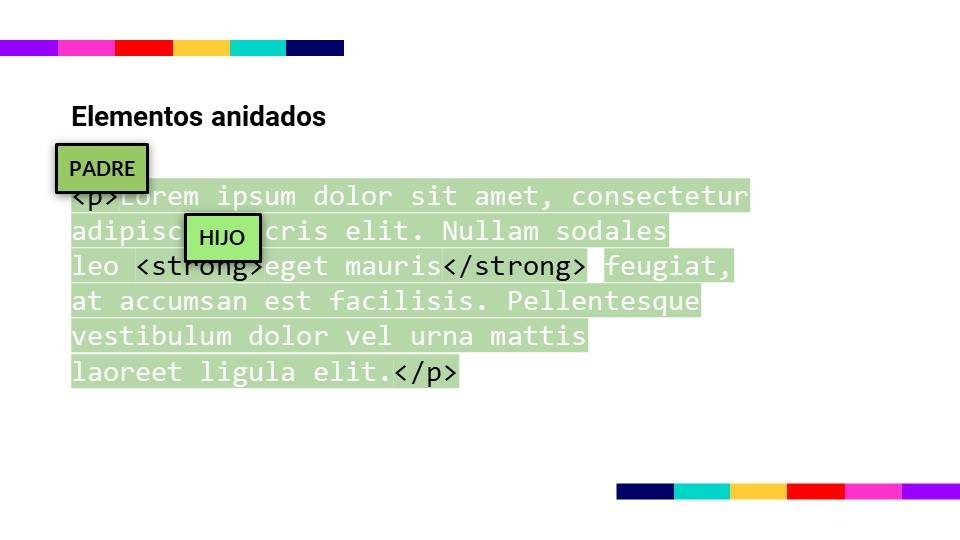 Elementos anidados
PADRE
<p>Lorem ipsum dolor sit amet, consectetur
HIJO
adipisc cris elit. Nullam sodales
leo <strong>eget mauris</strong> feugiat,
at accumsan est facilisis. Pellentesque
vestibulum dolor vel urna mattis
laoreet ligula elit.</p>